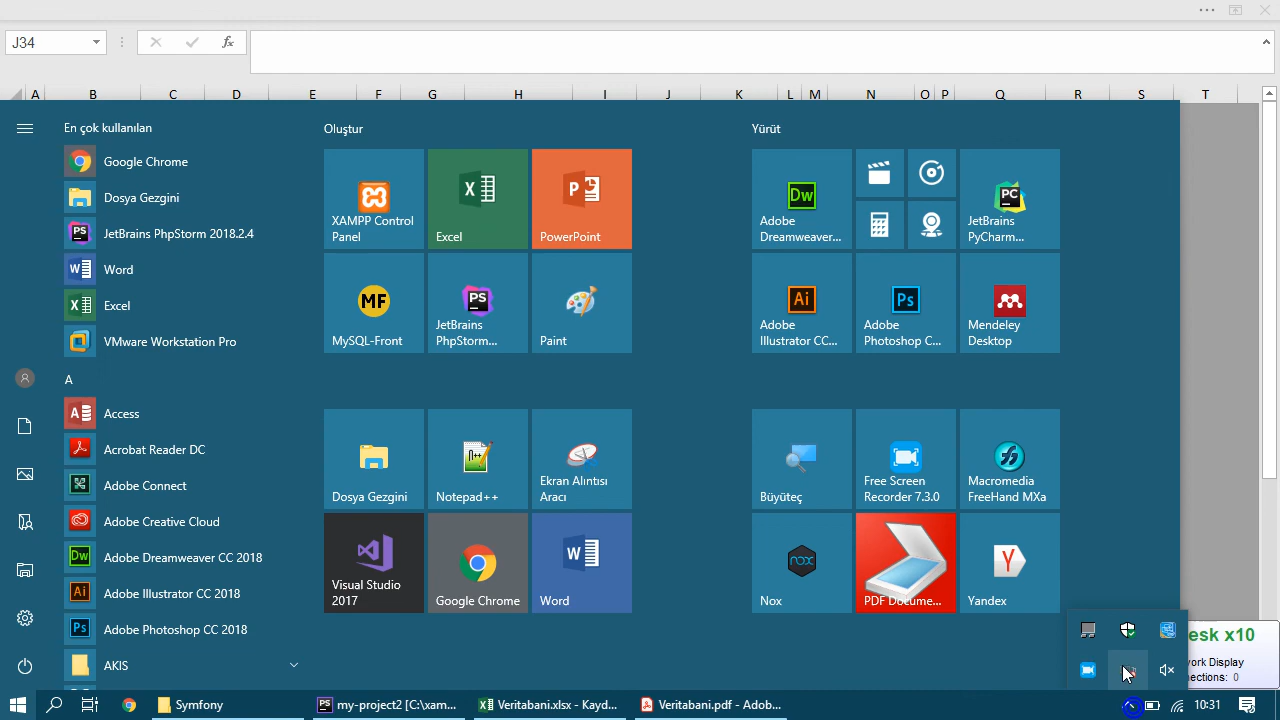 J34
fx
A B C D E F G H I J K L M N O P Q R S T
En çok kullanılan
Google Chrome
Dosya Gezgini
JetBrains PhpStorm 2018.2.4
Word
Excel
VMware Workstation Pro
A
Access
Acrobat Reader DC
Adobe Connect
Adobe Creative Cloud
Adobe Dreamweaver CC 2018
Adobe Illustrator CC 2018
Adobe Photoshop CC 2018
AKIS
Oluştur
XAMPP Control
Panel
Excel
PowerPoint
MySQL-Front
JetBrains
PhpStorm...
Paint
Dosya Gezgini
Notepad++
Ekran Alıntısı
Aracı
Visual Studio
2017
Google Chrome
Word
Yürüt
Adobe
Dreamweaver...
JetBrains
PyCharm...
Adobe
Illustrator CC...
Adobe
Photoshop C...
Mendeley
Desktop
Büyüteç
Free Screen
Recorder 7.3.0
Macromedia
FreeHand MXa
Nox
PDF Docume...
Yandex
esk x10
ork Display
nections: 0
Symfony
my-project2 [C:\xam...
Veritabani.xlsx - Kayd...
Veritabani.pdf - Adob...
10:31